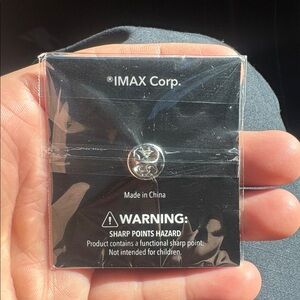 ®IMAX Corp.
Made in China
⚠WARNING:
SHARP POINTS HAZARD
Product contains a functional sharp point.
Not intended for children.